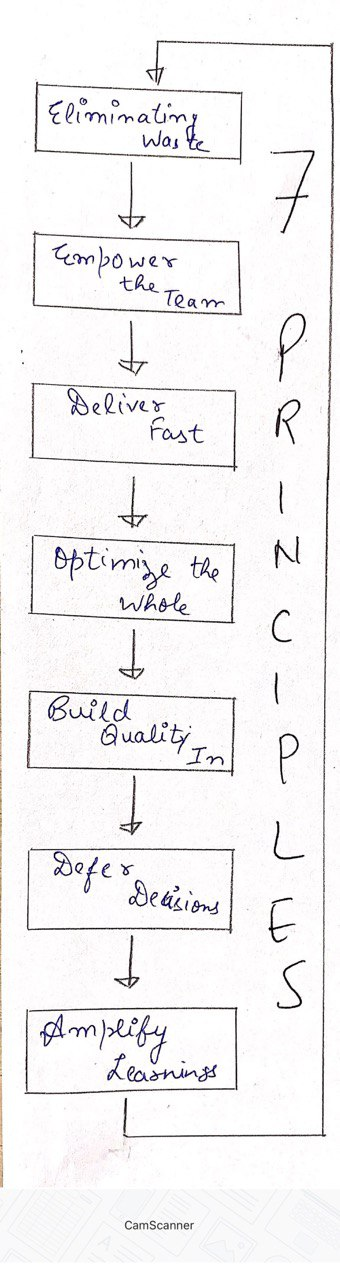 Eliminating
Waste
Empower
the Team
Deliver
Fast
Optimize the
Whole
Build
Quality
In
Defer
Decisions
Amplify
Learnings
7 PRINCIPLES
CamScanner